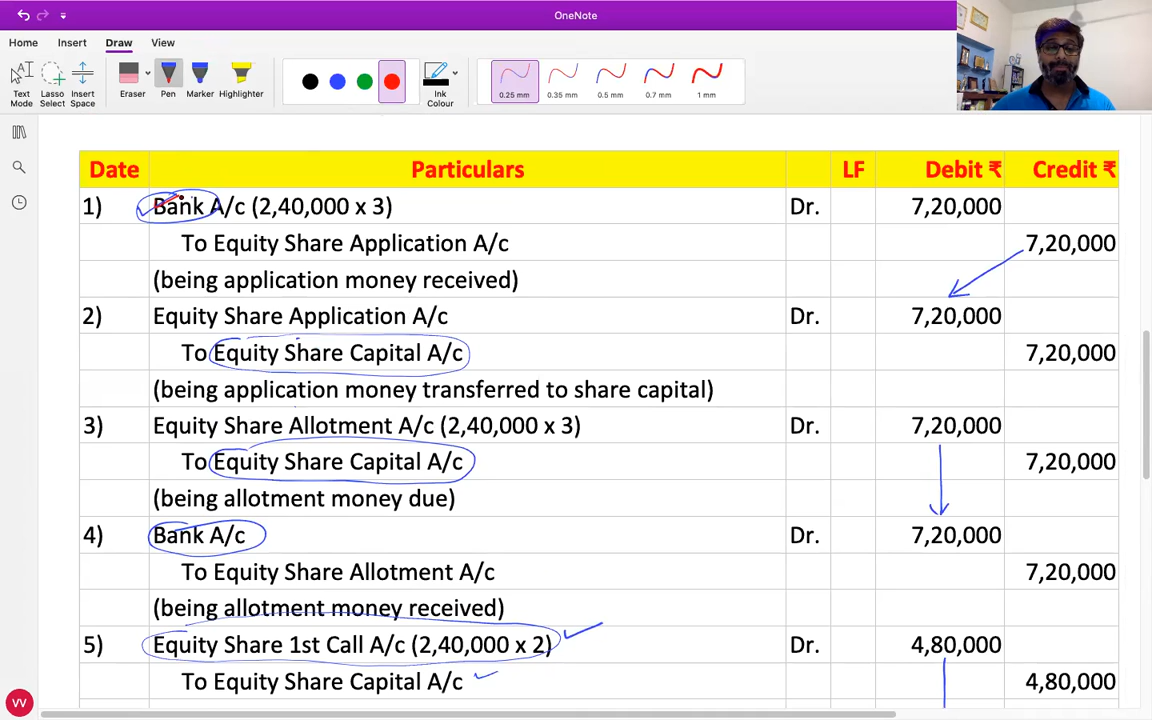 OneNote
Home Insert Draw View
Text Mode
Lasso Select
Insert Space
Eraser
Pen
Marker
Highlighter
Ink Colour
0.25 mm
0.35 mm
0.5 mm
0.7 mm
1 mm
Date Particulars LF Debit ₹ Credit ₹
1) Bank A/c (2,40,000 x 3) Dr. 7,20,000
To Equity Share Application A/c 7,20,000
(being application money received)
2) Equity Share Application A/c Dr. 7,20,000
To Equity Share Capital A/c 7,20,000
(being application money transferred to share capital)
3) Equity Share Allotment A/c (2,40,000 x 3) Dr. 7,20,000
To Equity Share Capital A/c 7,20,000
(being allotment money due)
4) Bank A/c Dr. 7,20,000
To Equity Share Allotment A/c 7,20,000
(being allotment money received)
5) Equity Share 1st Call A/c (2,40,000 x 2) Dr. 4,80,000
To Equity Share Capital A/c 4,80,000
VV